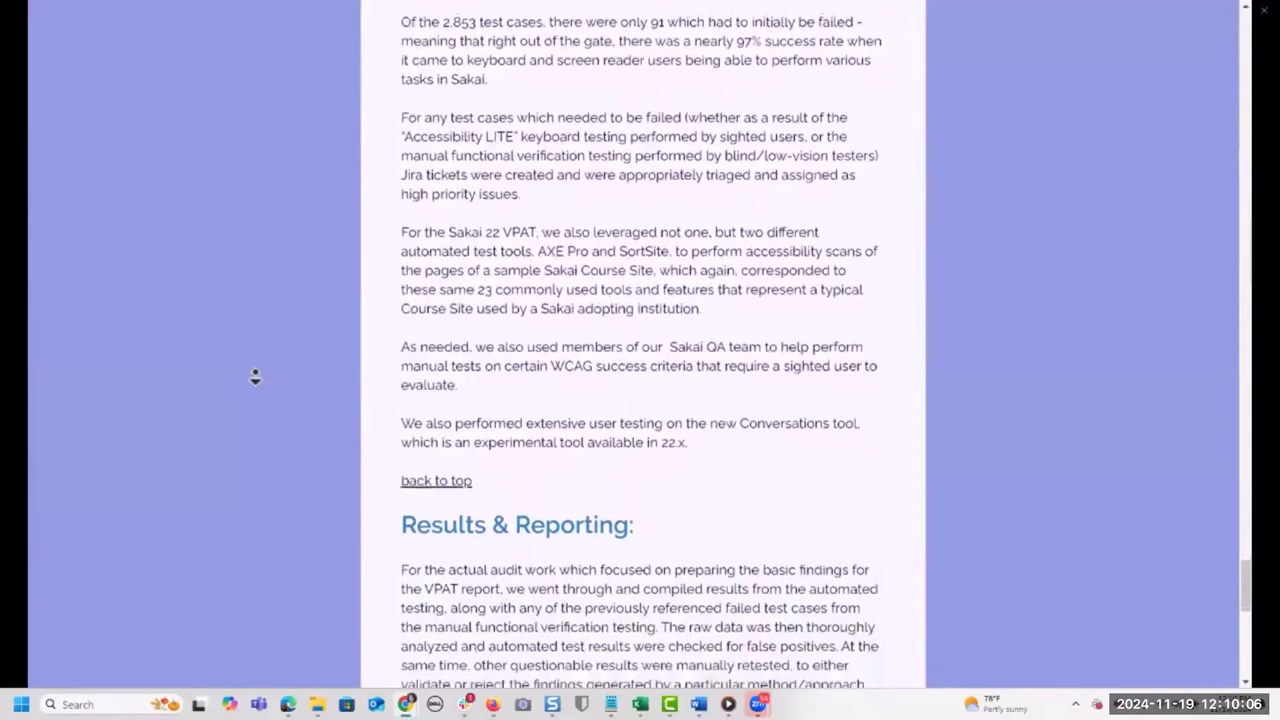 Of the 2,853 test cases, there were only 91 which had to initially be failed -
meaning that right out of the gate, there was a nearly 97% success rate when
it came to keyboard and screen reader users being able to perform various
tasks in Sakai.
For any test cases which needed to be failed (whether as a result of the
"Accessibility LITE" keyboard testing performed by sighted users, or the
manual functional verification testing performed by blind/low-vision testers)
Jira tickets were created and were appropriately triaged and assigned as
high priority issues.
For the Sakai 22 VPAT, we also leveraged not one, but two different
automated test tools, AXE Pro and SortSite, to perform accessibility scans of
the pages of a sample Sakai Course Site, which again, corresponded to
these same 23 commonly used tools and features that represent a typical
Course Site used by a Sakai adopting institution.
As needed, we also used members of our Sakai QA team to help perform
manual tests on certain WCAG success criteria that require a sighted user to
evaluate.
We also performed extensive user testing on the new Conversations tool,
which is an experimental tool available in 22.x.
back to top
Results & Reporting:
For the actual audit work which focused on preparing the basic findings for
the VPAT report, we went through and compiled results from the automated
testing, along with any of the previously referenced failed test cases from
the manual functional verification testing. The raw data was then thoroughly
analyzed and automated test results were checked for false positives. At the
same time, other questionable results were manually retested, to either
validate or reject the findings generated by a particular method/approach
Search
78°F
Partly sunny
2024-11-19 12:10:06